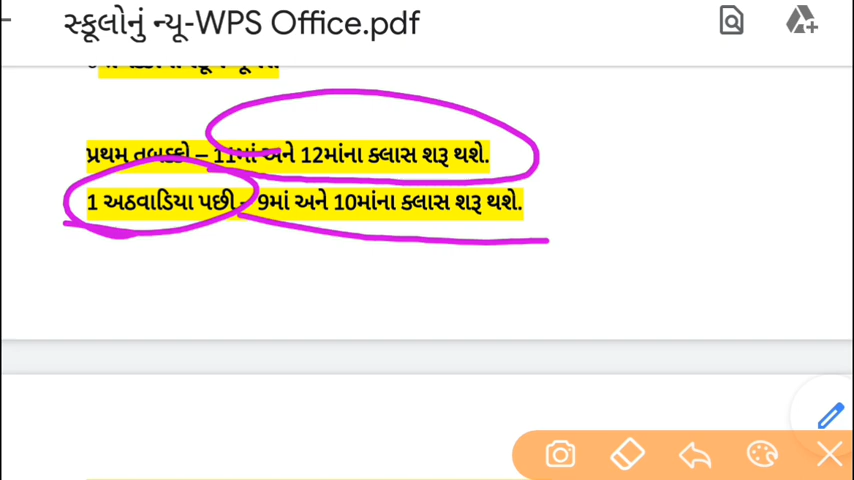 સ્કૂલોનું ન્યૂ-WPS Office.pdf
પ્રથમ તબક્કો – 11માં અને 12માંના ક્લાસ શરૂ થશે.
1 અઠવાડિયા પછી – 9માં અને 10માંના ક્લાસ શરૂ થશે.